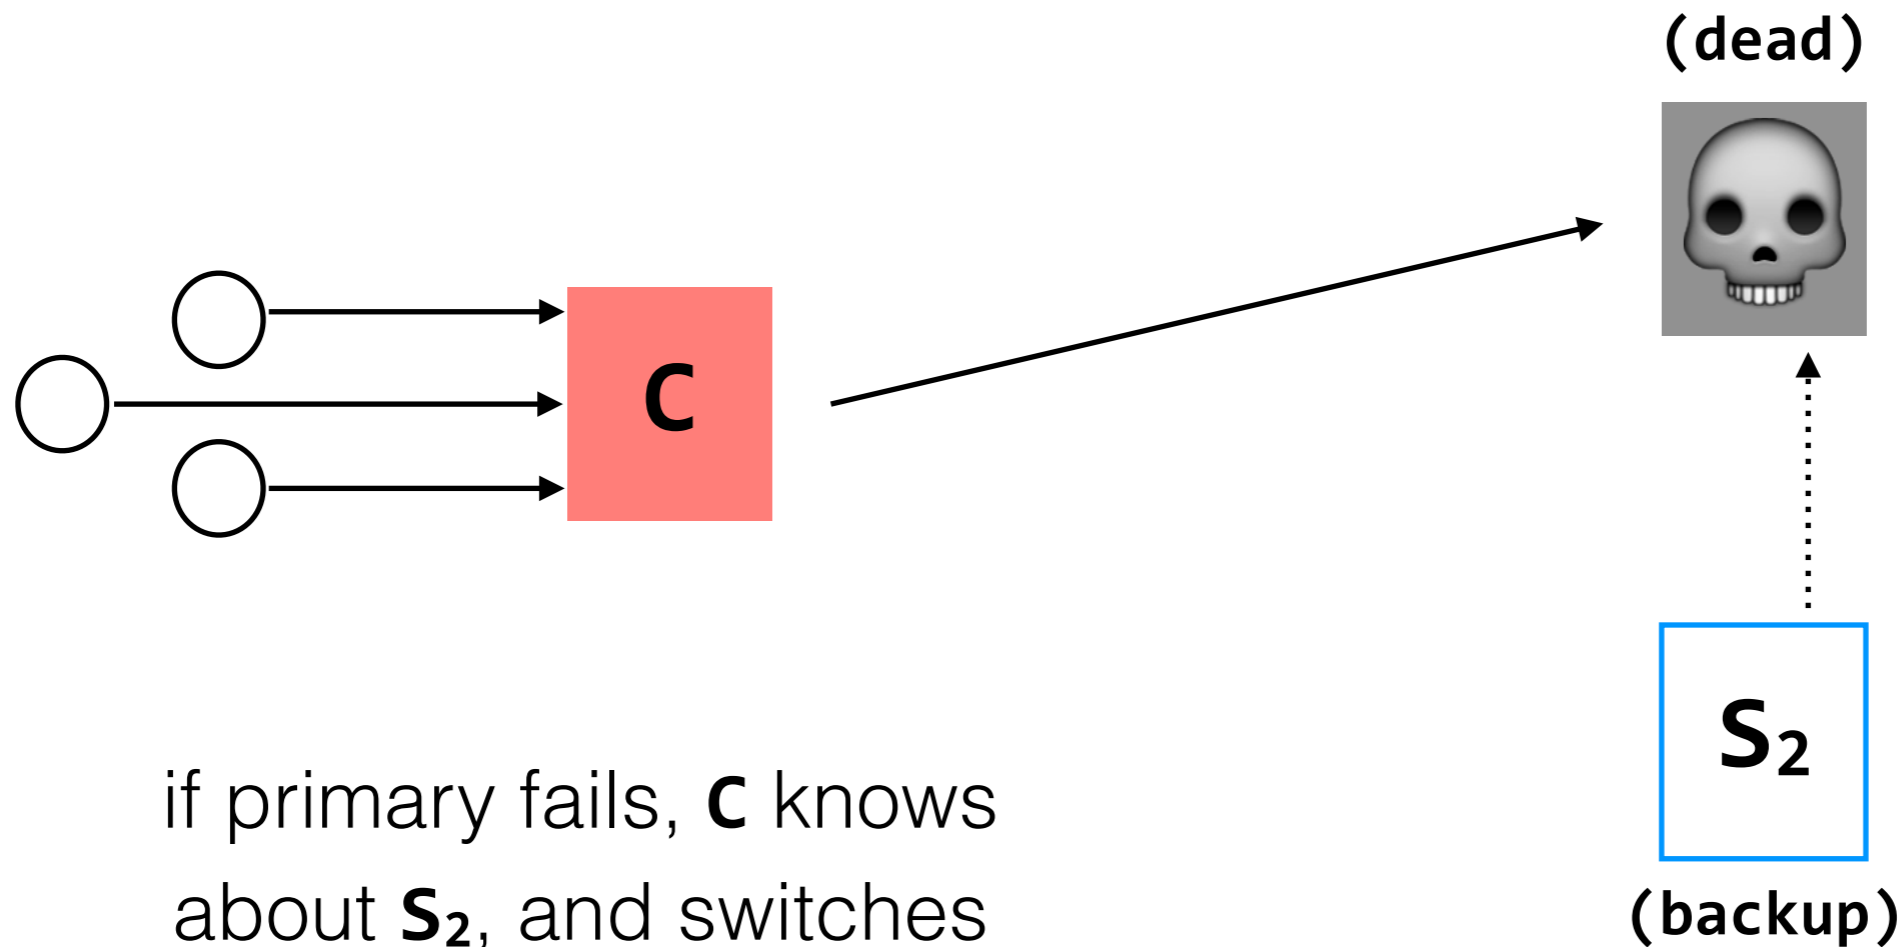 (dead)
C
S₂
if primary fails, C knows
about S₂, and switches
(backup)